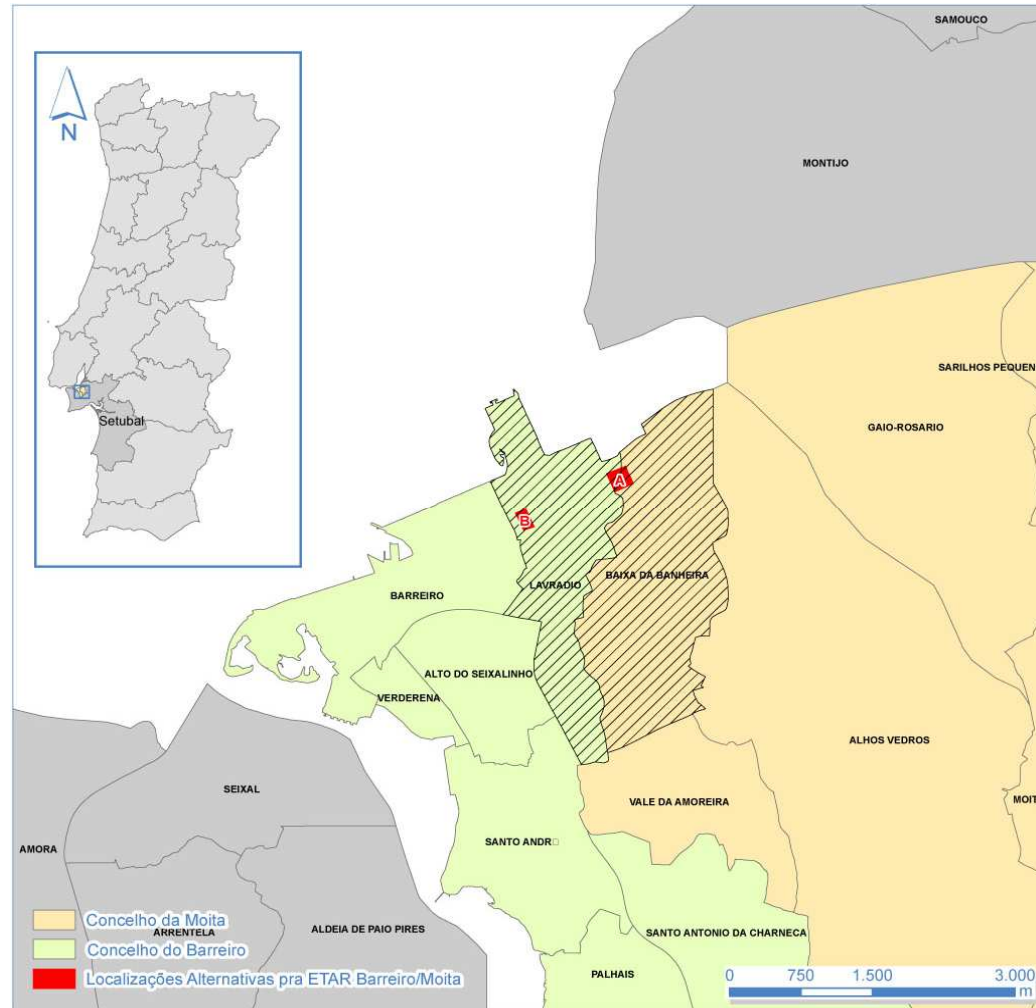 SAMOUCO
N
MONTIJO
SARILHOS PEQUEN
Setubal
GAIO-ROSARIO
A
B
BARREIRO
LAVRADIO
BAIXA DA BANHEIRA
ALTO DO SEIXALINHO
VERDERENA
ALHOS VEDROS
SEIXAL
VALE DA AMOREIRA
MOIT
AMORA
SANTO ANDR□
Concelho da Moita
ARRENTELA
ALDEIA DE PAIO PIRES
SANTO ANTONIO DA CHARNECA
Concelho do Barreiro
PALHAIS
Localizações Alternativas pra ETAR Barreiro/Moita
0 750 1.500 3.000
m